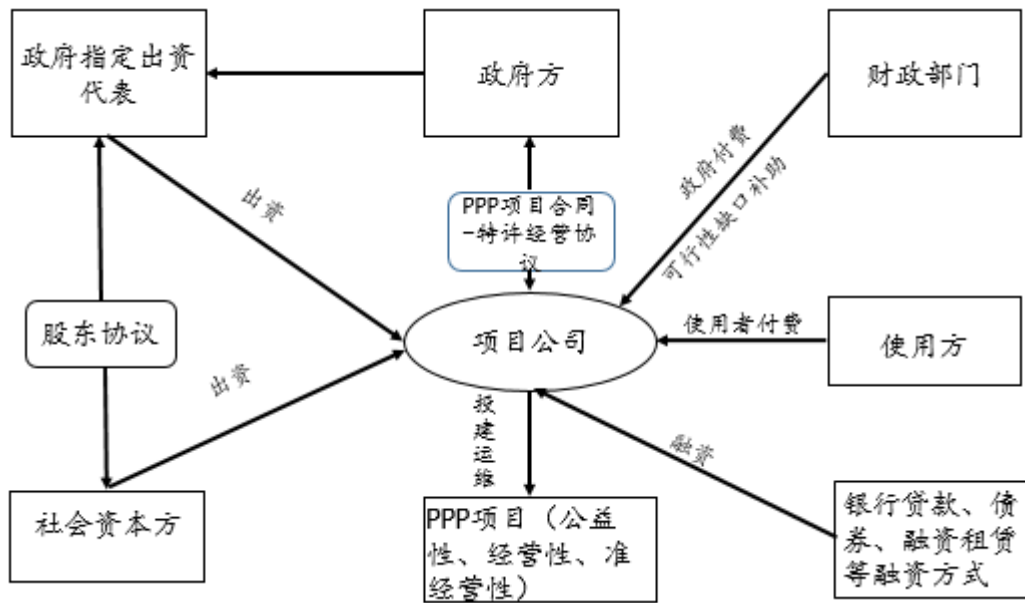 政府指定出资
代表
政府方
财政部门
出资
政府付费
可行性缺口补助
PPP项目合同
-特许经营协
议
股东协议
项目公司
使用者付费
使用方
出资
投
建
运
维
融资
社会资本方
PPP项目（公益
性、经营性、准
经营性）
银行贷款、债
券、融资租赁
等融资方式